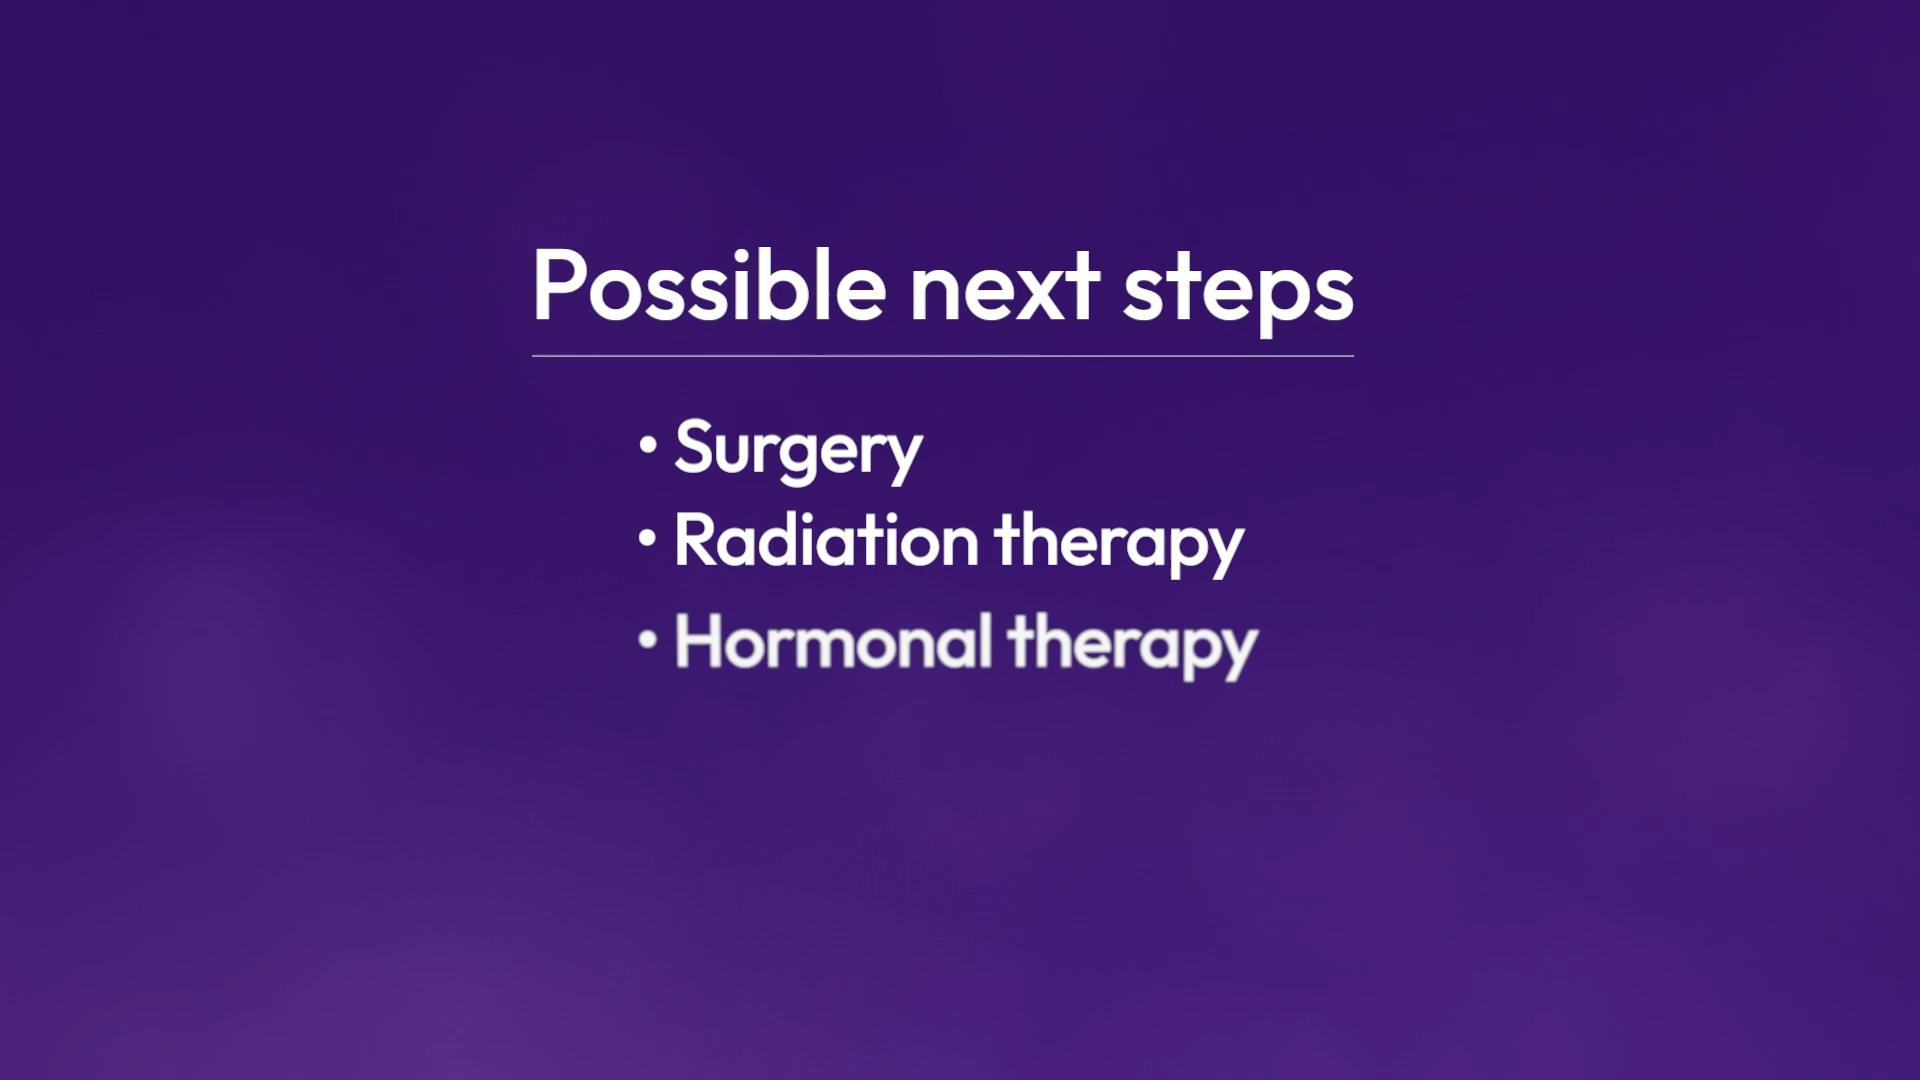 Possible next steps
• Surgery
• Radiation therapy
• Hormonal therapy